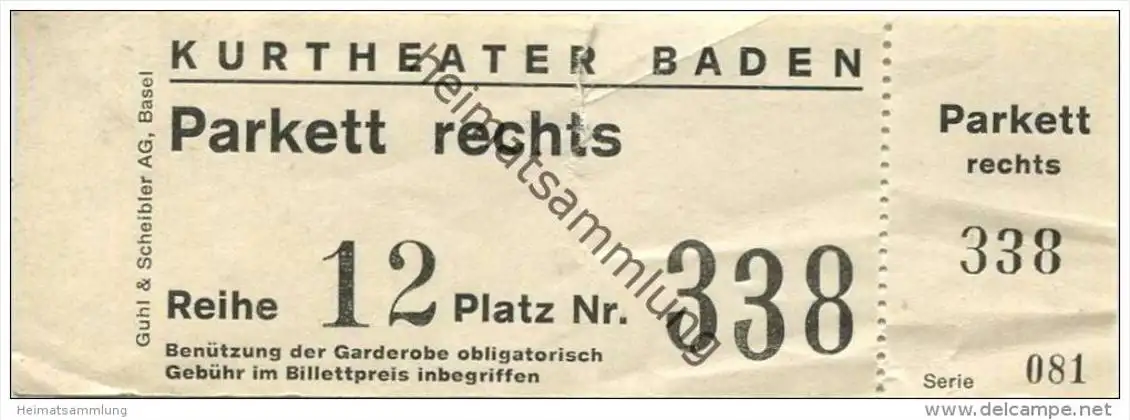 KURTHEATER BADEN
Parkett rechts
Reihe 12 Platz Nr. 338
Benützung der Garderobe obligatorisch
Gebühr im Billettpreis inbegriffen
Guhl & Scheibler AG, Basel
Parkett
rechts
338
Serie 081
heimatsammlung
Heimatsammlung
www.delcampe.net